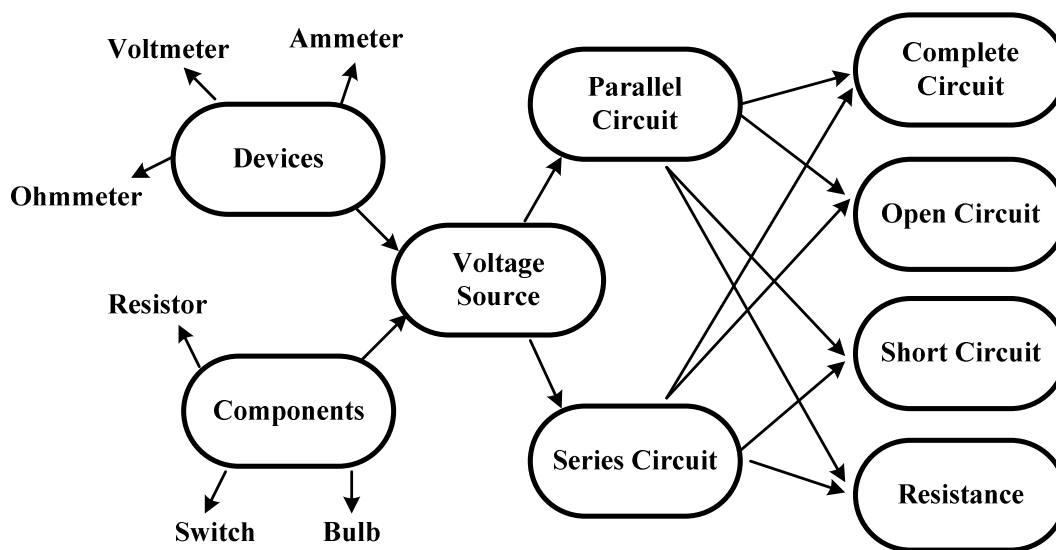 Voltmeter
Ammeter
Devices
Ohmmeter
Resistor
Components
Switch
Bulb
Voltage
Source
Parallel
Circuit
Series Circuit
Complete
Circuit
Open Circuit
Short Circuit
Resistance